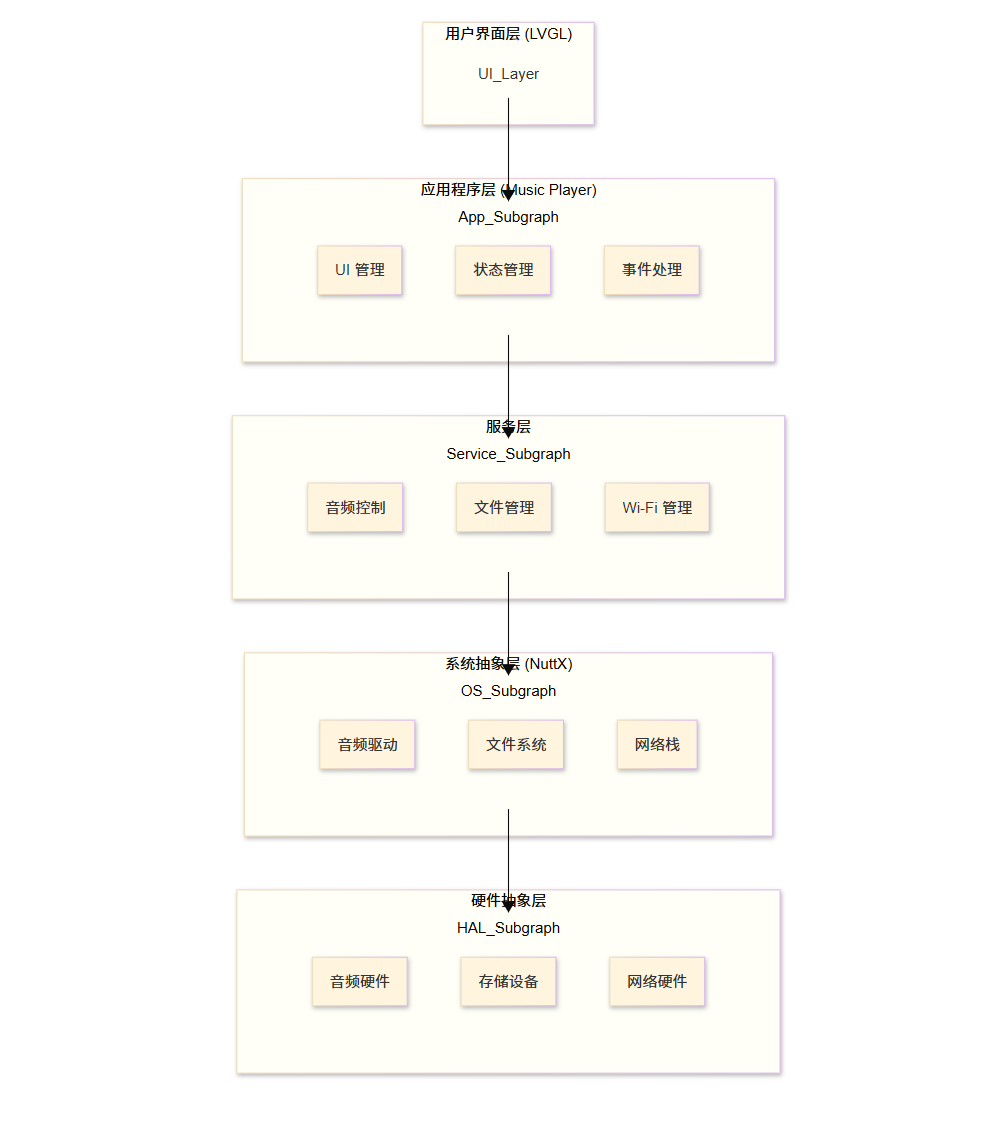 用户界面层 (LVGL)
UI_Layer
应用程序层 (Music Player)
App_Subgraph
UI 管理
状态管理
事件处理
服务层
Service_Subgraph
音频控制
文件管理
Wi-Fi 管理
系统抽象层 (NuttX)
OS_Subgraph
音频驱动
文件系统
网络栈
硬件抽象层
HAL_Subgraph
音频硬件
存储设备
网络硬件